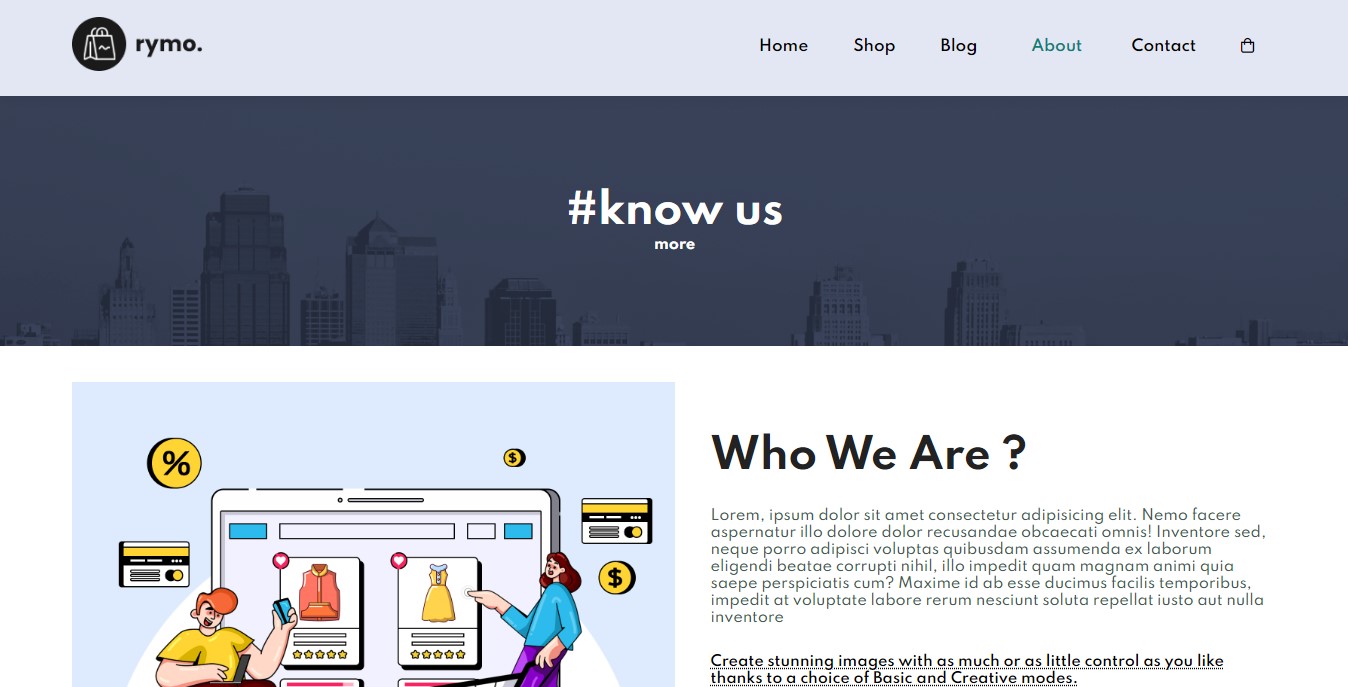 rymo.
Home Shop Blog About Contact
#know us
more
%
$
$
Who We Are ?
Lorem, ipsum dolor sit amet consectetur adipisicing elit. Nemo facere
aspernatur illo dolore dolor recusandae obcaecati omnis! Inventore sed,
neque porro adipisci voluptas quibusdam assumenda ex laborum
eligendi beatae corrupti nihil, illo impedit quam magnam animi quia
saepe perspiciatis cum? Maxime id ab esse ducimus facilis temporibus,
impedit at voluptate labore rerum nesciunt soluta repellat iusto aut nulla
inventore
Create stunning images with as much or as little control as you like
thanks to a choice of Basic and Creative modes.